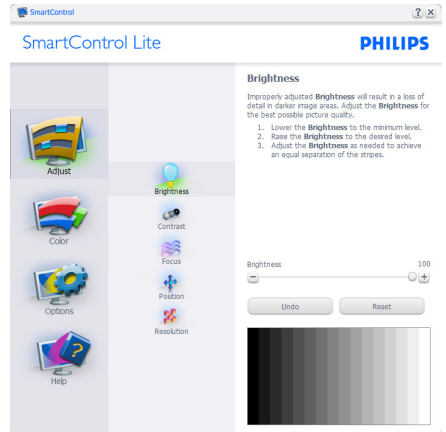 SmartControl
? x
SmartControl Lite
PHILIPS
Adjust
Color
Options
Help
Brightness
Contrast
Focus
Position
Resolution
Brightness
Improperly adjusted Brightness will result in a loss of
detail in darker image areas. Adjust the Brightness for
the best possible picture quality.
1. Lower the Brightness to the minimum level.
2. Raise the Brightness to the desired level.
3. Adjust the Brightness as needed to achieve
an equal separation of the stripes.
Brightness 100
Undo Reset